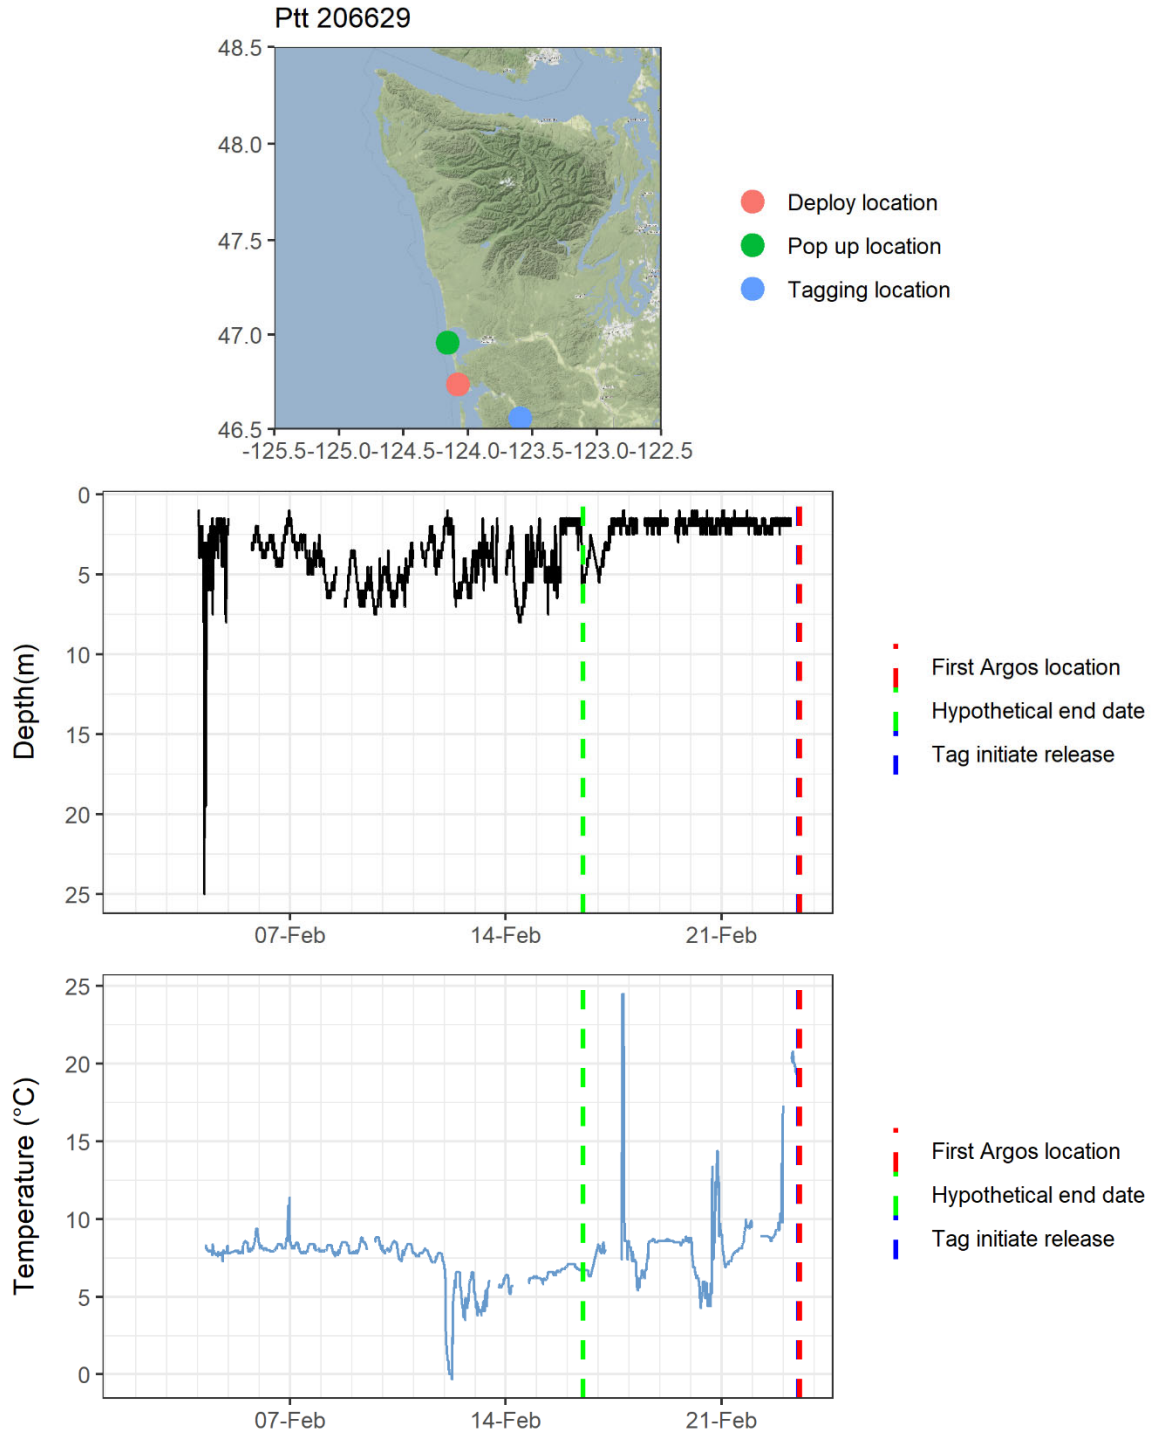 Ptt 206629
48.5
48.0
47.5
47.0
46.5
-125.5-125.0-124.5-124.0-123.5-123.0-122.5
Deploy location
Pop up location
Tagging location
0
5
10
15
20
25
Depth(m)
07-Feb 14-Feb 21-Feb
First Argos location
Hypothetical end date
Tag initiate release
25
20
15
10
5
0
Temperature (°C)
07-Feb 14-Feb 21-Feb
First Argos location
Hypothetical end date
Tag initiate release